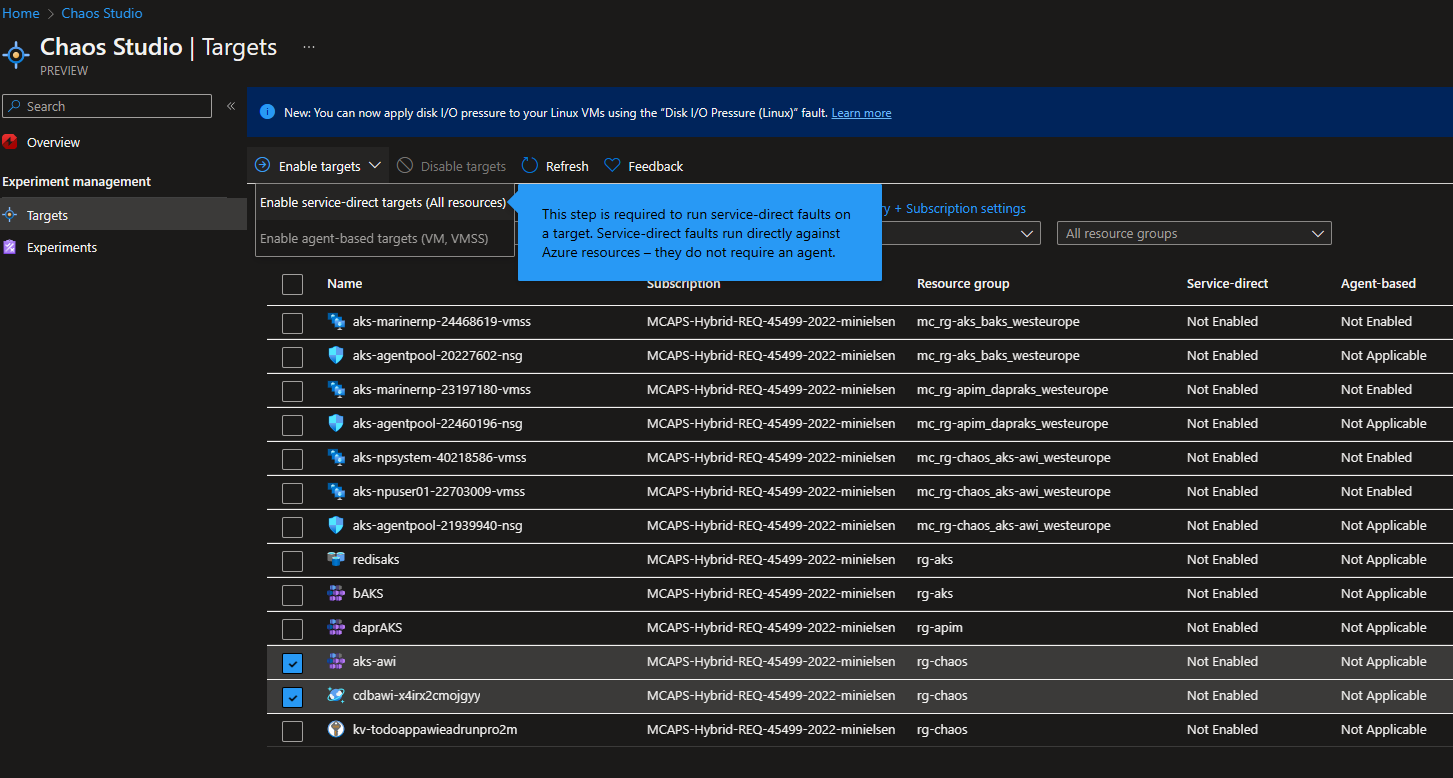 Home > Chaos Studio
Chaos Studio | Targets ...
PREVIEW
Search «
New: You can now apply disk I/O pressure to your Linux VMs using the "Disk I/O Pressure (Linux)" fault. Learn more
Overview
Experiment management
Targets
Experiments
Enable targets Disable targets Refresh Feedback
Enable service-direct targets (All resources)
Enable agent-based targets (VM, VMSS)
This step is required to run service-direct faults on
a target. Service-direct faults run directly against
Azure resources – they do not require an agent.
+ Subscription settings
All resource groups
Name Subscription Resource group Service-direct Agent-based
aks-marinernp-24468619-vmss MCAPS-Hybrid-REQ-45499-2022-minielsen mc_rg-aks_baks_westeurope Not Enabled Not Enabled
aks-agentpool-20227602-nsg MCAPS-Hybrid-REQ-45499-2022-minielsen mc_rg-aks_baks_westeurope Not Enabled Not Applicable
aks-marinernp-23197180-vmss MCAPS-Hybrid-REQ-45499-2022-minielsen mc_rg-apim_dapraks_westeurope Not Enabled Not Enabled
aks-agentpool-22460196-nsg MCAPS-Hybrid-REQ-45499-2022-minielsen mc_rg-apim_dapraks_westeurope Not Enabled Not Applicable
aks-npsystem-40218586-vmss MCAPS-Hybrid-REQ-45499-2022-minielsen mc_rg-chaos_aks-awi_westeurope Not Enabled Not Enabled
aks-npuser01-22703009-vmss MCAPS-Hybrid-REQ-45499-2022-minielsen mc_rg-chaos_aks-awi_westeurope Not Enabled Not Enabled
aks-agentpool-21939940-nsg MCAPS-Hybrid-REQ-45499-2022-minielsen mc_rg-chaos_aks-awi_westeurope Not Enabled Not Applicable
redisaks MCAPS-Hybrid-REQ-45499-2022-minielsen rg-aks Not Enabled Not Applicable
bAKS MCAPS-Hybrid-REQ-45499-2022-minielsen rg-aks Not Enabled Not Applicable
daprAKS MCAPS-Hybrid-REQ-45499-2022-minielsen rg-apim Not Enabled Not Applicable
aks-awi MCAPS-Hybrid-REQ-45499-2022-minielsen rg-chaos Not Enabled Not Applicable
cdbawi-x4irx2cmojgyy MCAPS-Hybrid-REQ-45499-2022-minielsen rg-chaos Not Enabled Not Applicable
kv-todoappawieadrunpro2m MCAPS-Hybrid-REQ-45499-2022-minielsen rg-chaos Not Enabled Not Applicable